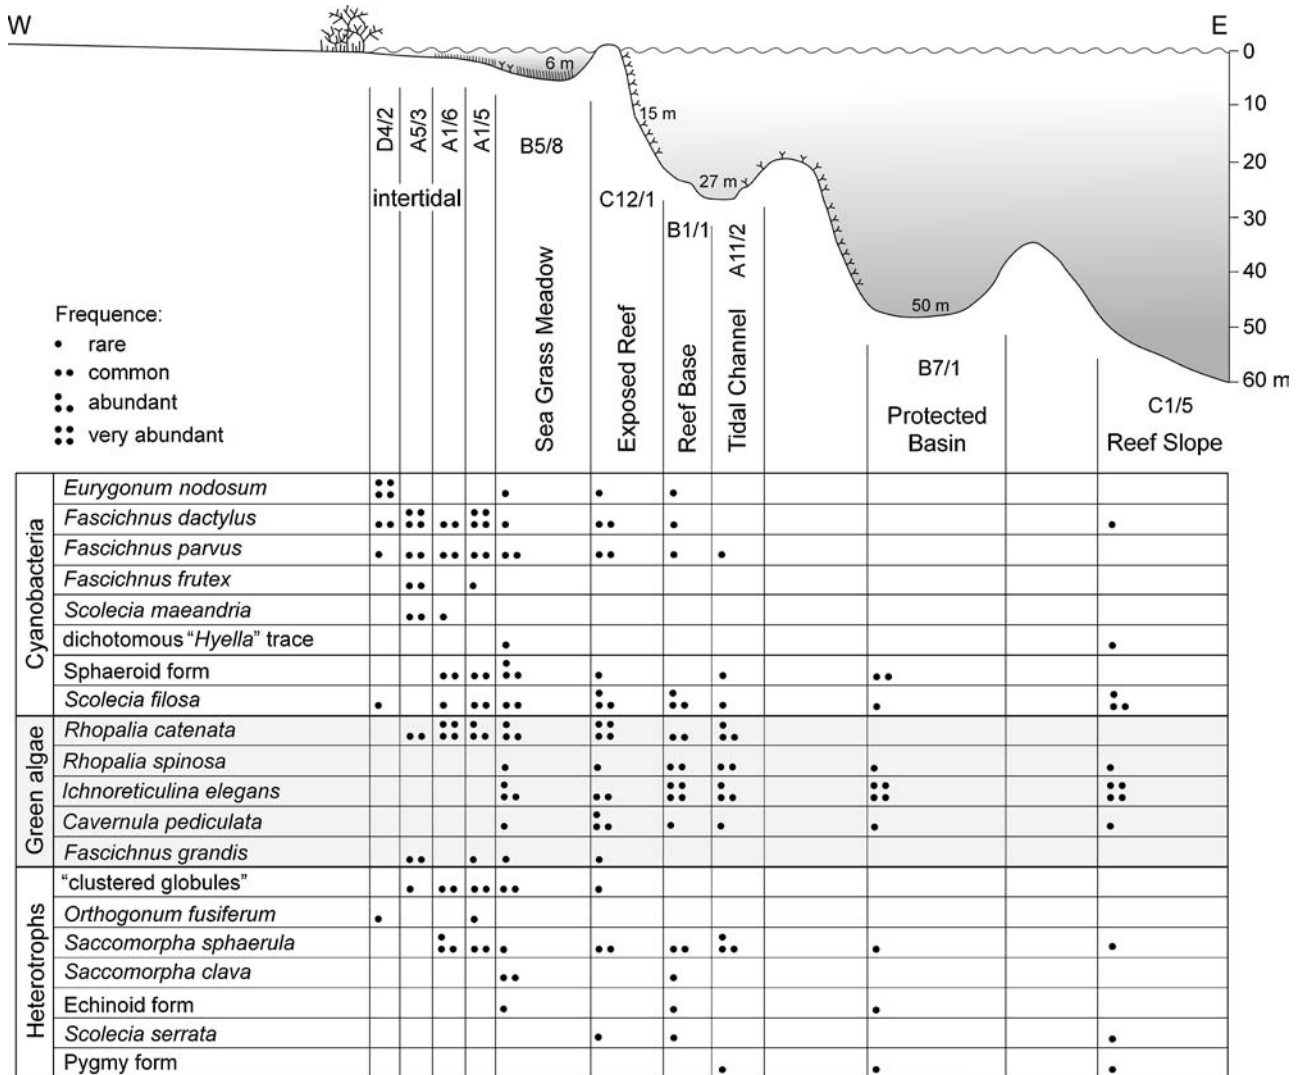 W
E
6 m
0
10
15 m
20
27 m
30
40
50 m
50
60 m
D4/2
A5/3
A1/6
A1/5
B5/8
intertidal
C12/1
B1/1
A11/2
Sea Grass Meadow
Exposed Reef
Reef Base
Tidal Channel
B7/1
Protected
Basin
C1/5
Reef Slope
Frequence:
rare
common
abundant
very abundant
Cyanobacteria
Eurygonum nodosum
Fascichnus dactylus
Fascichnus parvus
Fascichnus frutex
Scolecia maeandria
dichotomous “Hyella” trace
Sphaeroid form
Scolecia filosa
Green algae
Rhopalia catenata
Rhopalia spinosa
Ichnoreticulina elegans
Cavernula pediculata
Fascichnus grandis
Heterotrophs
“clustered globules”
Orthogonum fusiferum
Saccomorpha sphaerula
Saccomorpha clava
Echinoid form
Scolecia serrata
Pygmy form